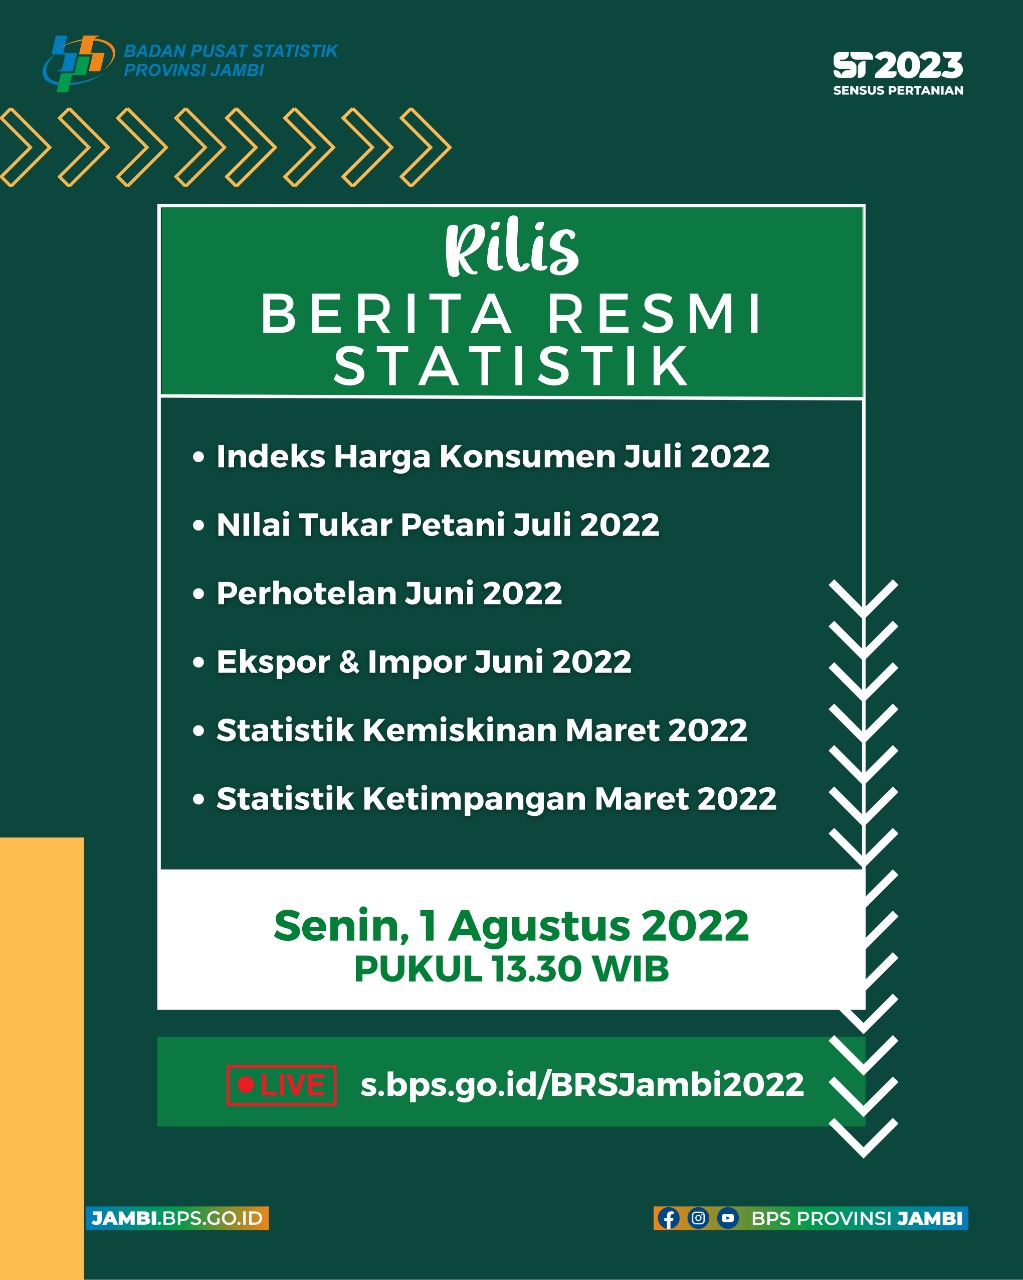 BADAN PUSAT STATISTIK
PROVINSI JAMBI
ST2023
SENSUS PERTANIAN
Rilis
BERITA RESMI
STATISTIK
• Indeks Harga Konsumen Juli 2022
• NIlai Tukar Petani Juli 2022
• Perhotelan Juni 2022
• Ekspor & Impor Juni 2022
• Statistik Kemiskinan Maret 2022
• Statistik Ketimpangan Maret 2022
Senin, 1 Agustus 2022
PUKUL 13.30 WIB
LIVE s.bps.go.id/BRSJambi2022
JAMBI.BPS.GO.ID
BPS PROVINSI JAMBI